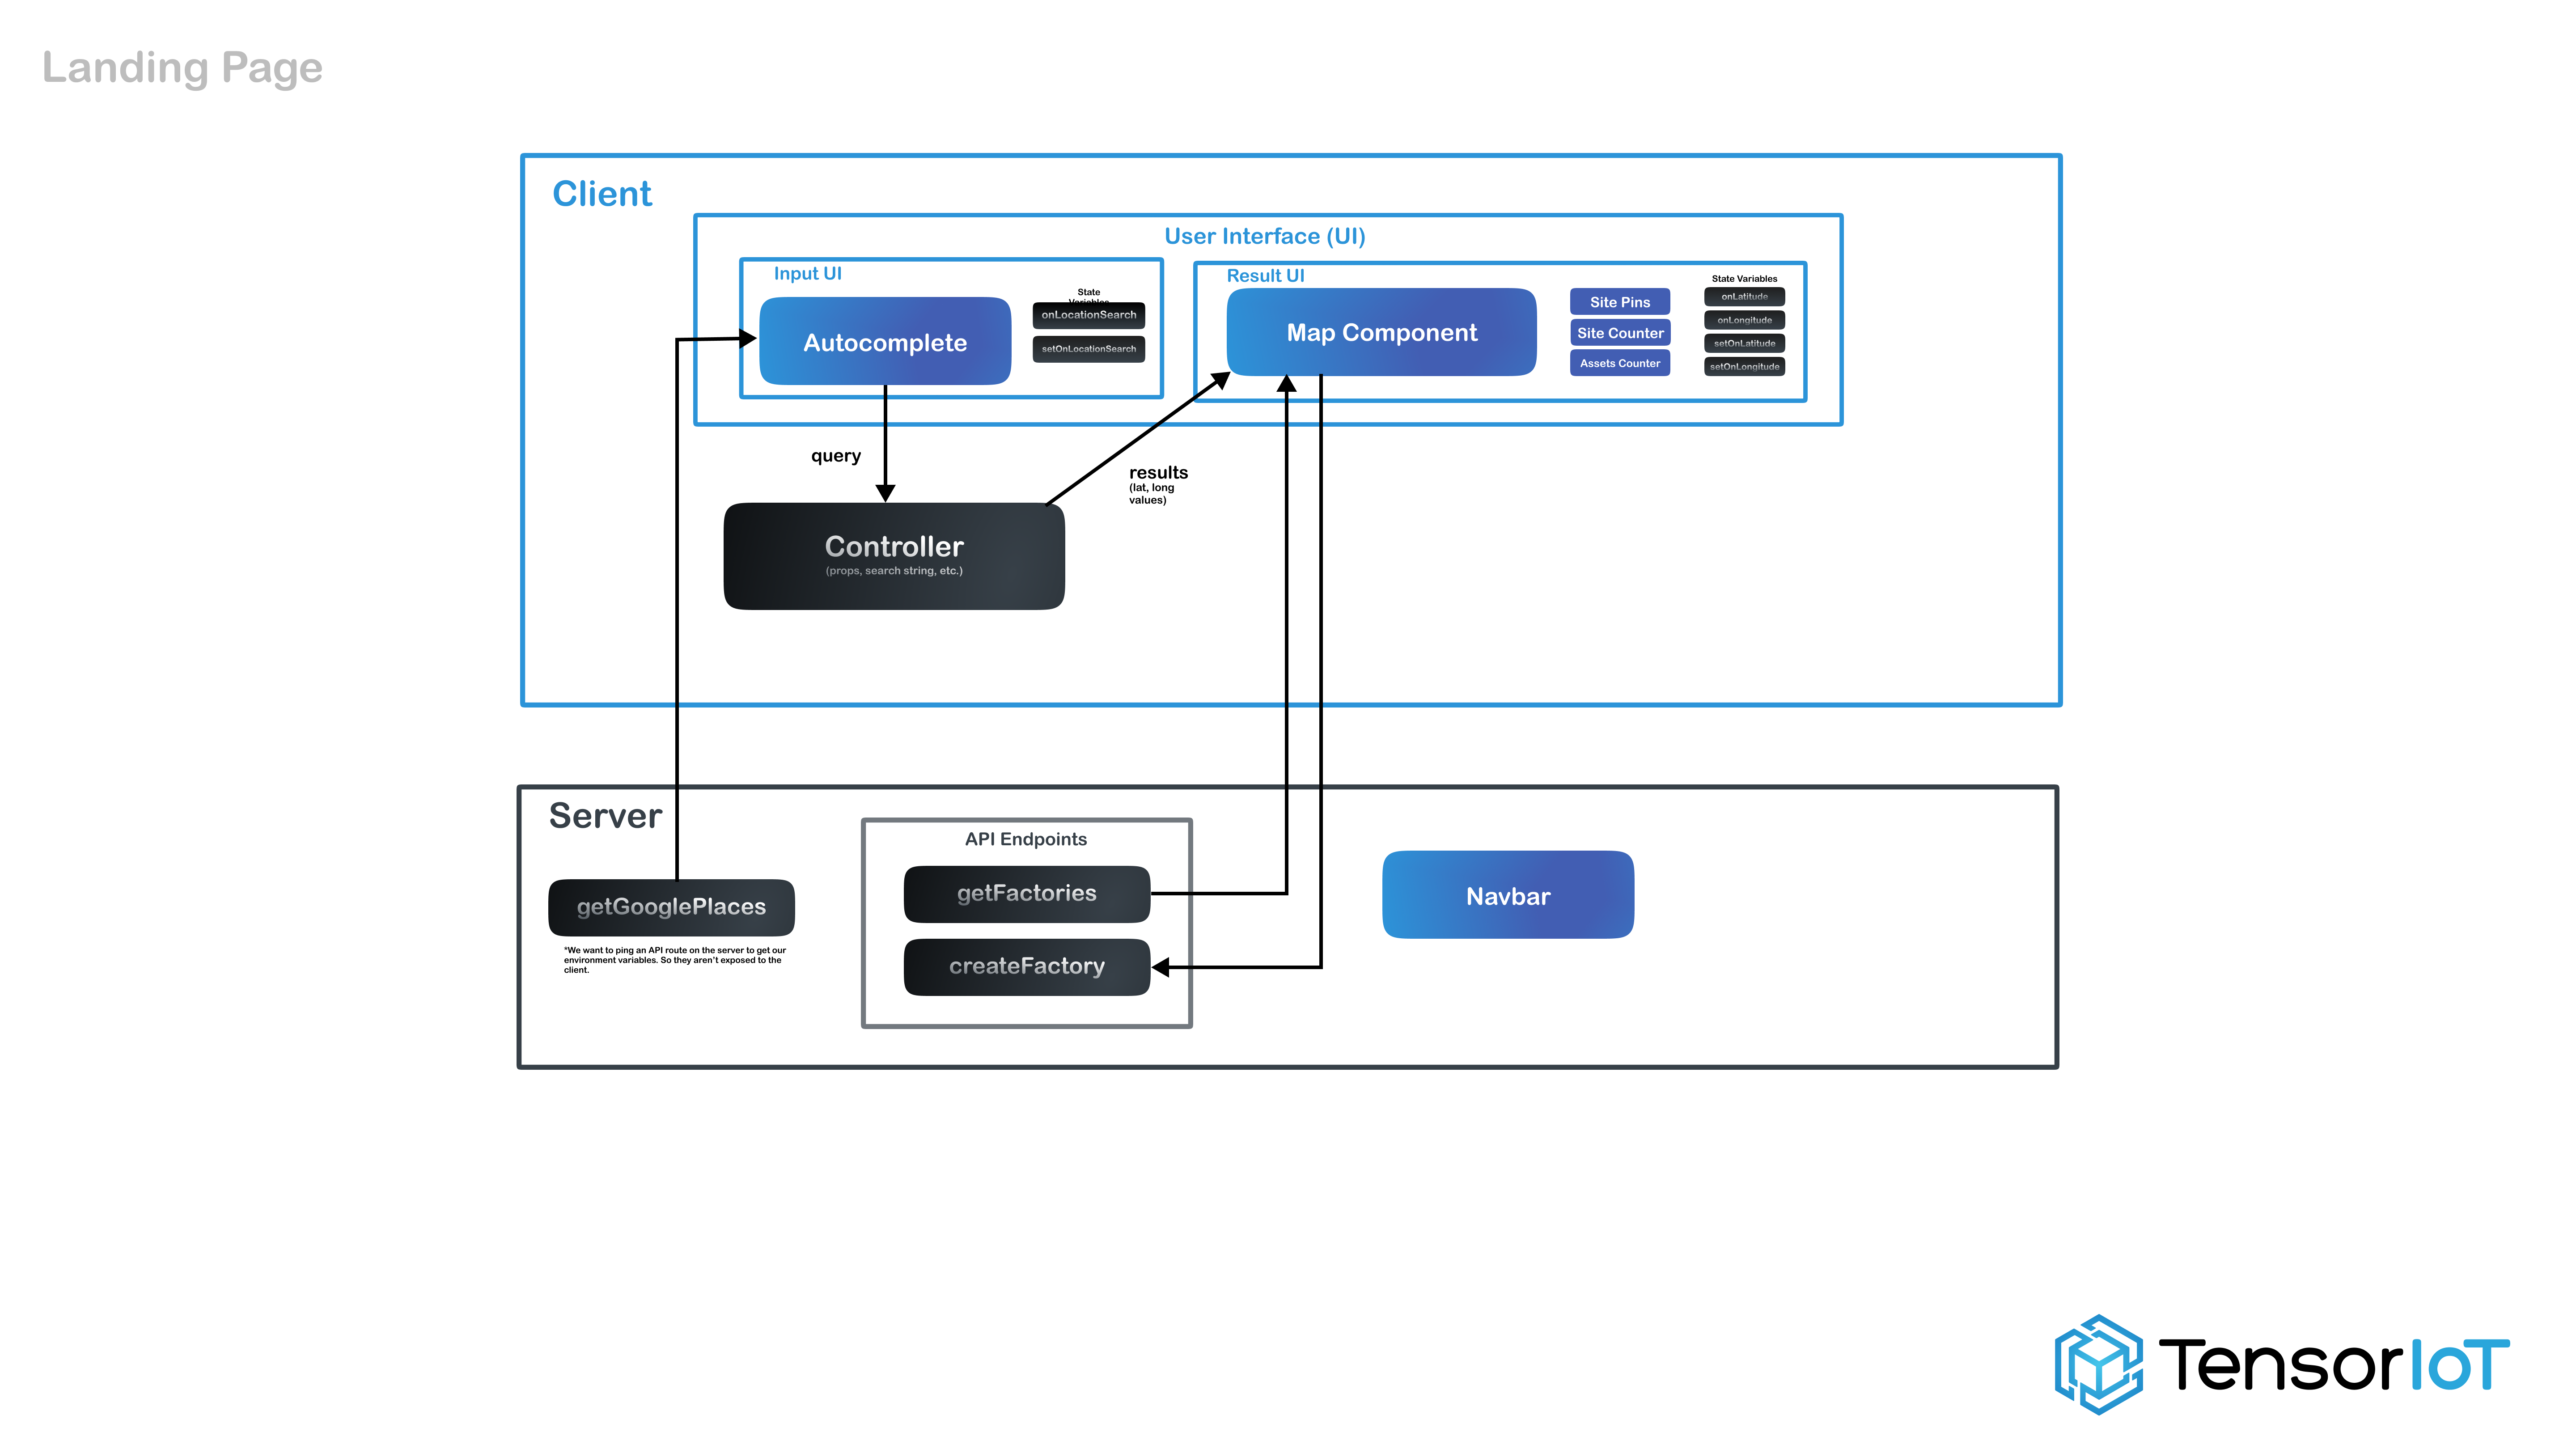 Landing Page
Client
User Interface (UI)
Input UI
Autocomplete
State
Variables
onLocationSearch
setOnLocationSearch
Result UI
Map Component
Site Pins
Site Counter
Assets Counter
State Variables
onLatitude
onLongitude
setOnLatitude
setOnLongitude
query
results
(lat, long
values)
Controller
(props, search string, etc.)
Server
getGooglePlaces
*We want to ping an API route on the server to get our
environment variables. So they aren't exposed to the
client.
API Endpoints
getFactories
createFactory
Navbar
TensorIoT